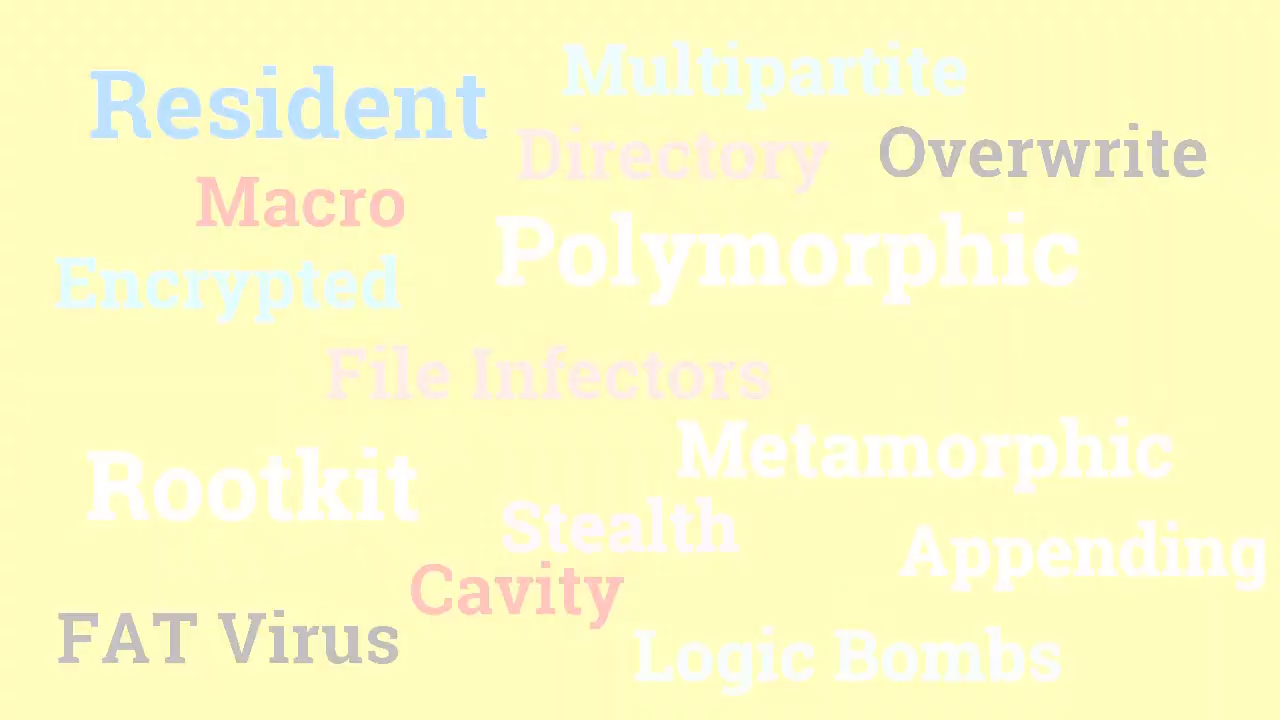 Multipartite
Resident
Directory
Overwrite
Macro
Polymorphic
Encrypted
File Infectors
Metamorphic
Rootkit
Stealth
Appending
Cavity
FAT Virus
Logic Bombs